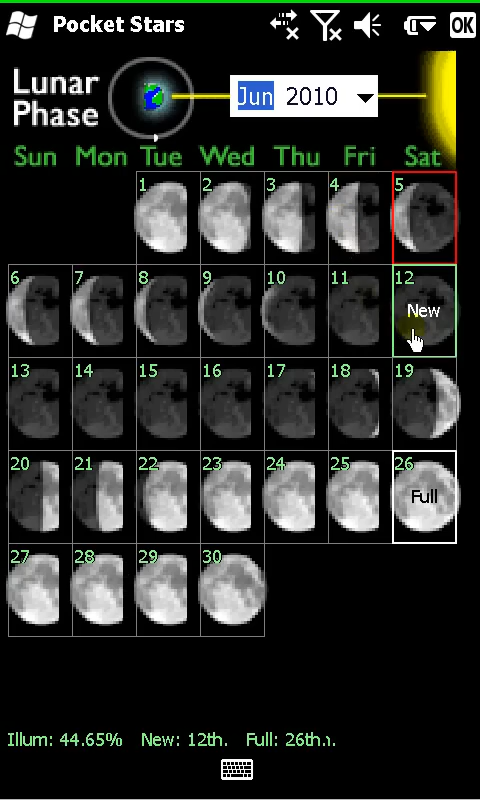 Pocket Stars OK
Lunar
Phase
Jun 2010
Sun Mon Tue Wed Thu Fri Sat
1 2 3 4 5
6 7 8 9 10 11 12
New
13 14 15 16 17 18 19
20 21 22 23 24 25 26
Full
27 28 29 30
Illum: 44.65% New: 12th. Full: 26th.